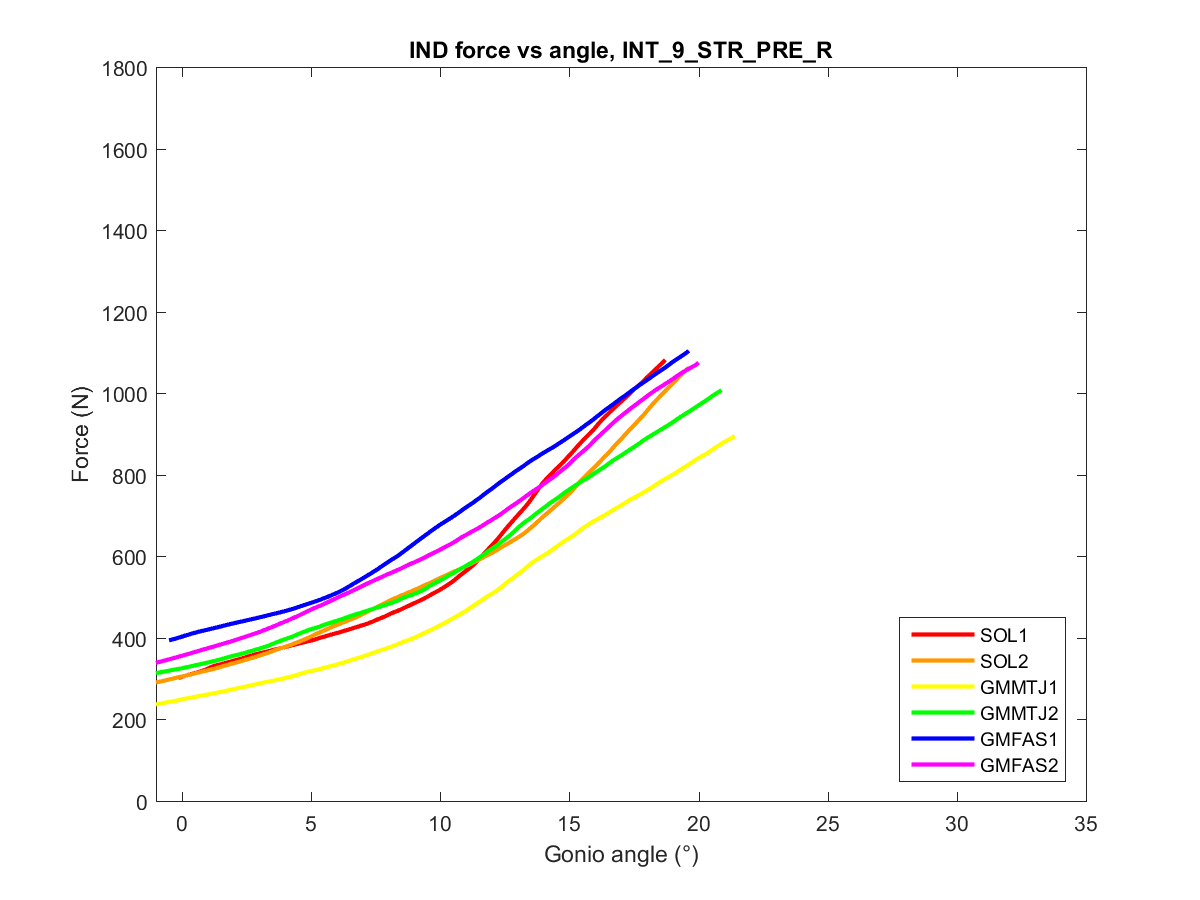 IND force vs angle, INT_9_STR_PRE_R
1800
1600
1400
1200
1000
800
600
400
200
0
Force (N)
SOL1
SOL2
GMMTJ1
GMMTJ2
GMFAS1
GMFAS2
0 5 10 15 20 25 30 35
Gonio angle (°)